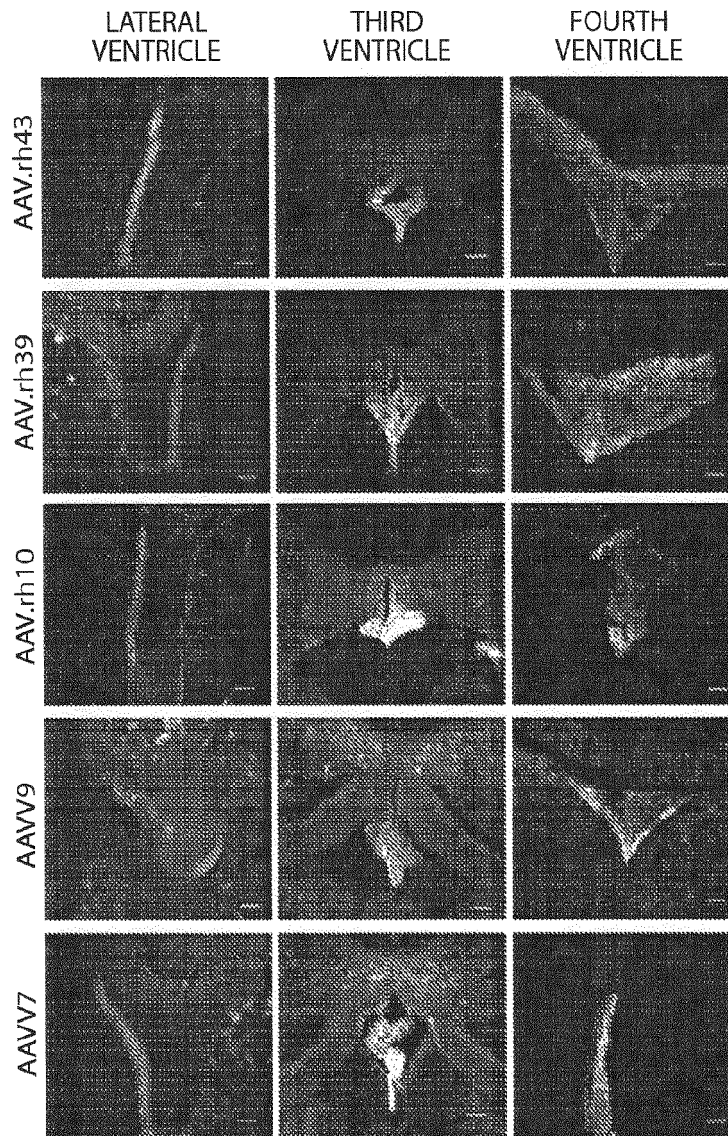 LATERAL VENTRICLE
THIRD VENTRICLE
FOURTH VENTRICLE
AAV.rh43
AAV.rh39
AAV.rh10
AAVV9
AAVV7